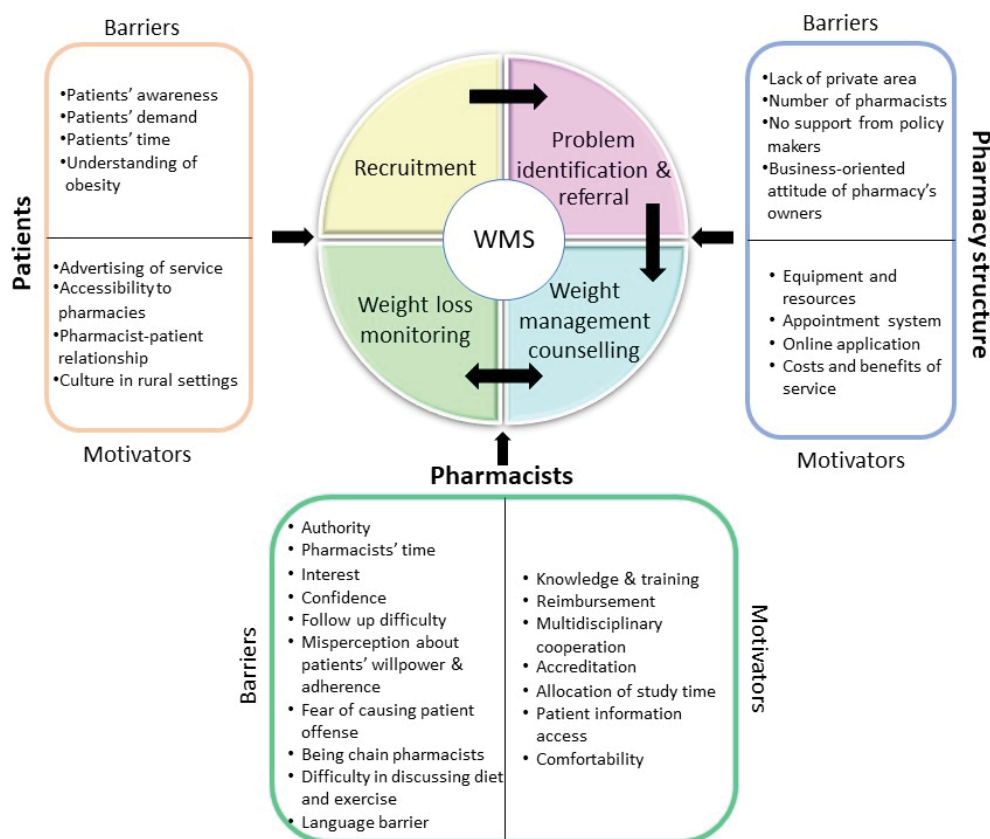 Barriers
•Patients' awareness
•Patients' demand
•Patients' time
•Understanding of
obesity
Patients
•Advertising of service
•Accessibility to
pharmacies
•Pharmacist-patient
relationship
•Culture in rural settings
Motivators
Recruitment
Problem
identification &
referral
WMS
Weight loss
monitoring
Weight
management
counselling
Barriers
•Lack of private area
•Number of pharmacists
•No support from policy
makers
•Business-oriented
attitude of pharmacy's
owners
Pharmacy structure
• Equipment and
resources
• Appointment system
• Online application
• Costs and benefits of
service
Motivators
Pharmacists
Barriers
• Authority
• Pharmacists' time
• Interest
• Confidence
• Follow up difficulty
• Misperception about
patients' willpower &
adherence
• Fear of causing patient
offense
• Being chain pharmacists
• Difficulty in discussing diet
and exercise
• Language barrier
• Knowledge & training
• Reimbursement
• Multidisciplinary
cooperation
• Accreditation
• Allocation of study time
• Patient information
access
• Comfortability
Motivators